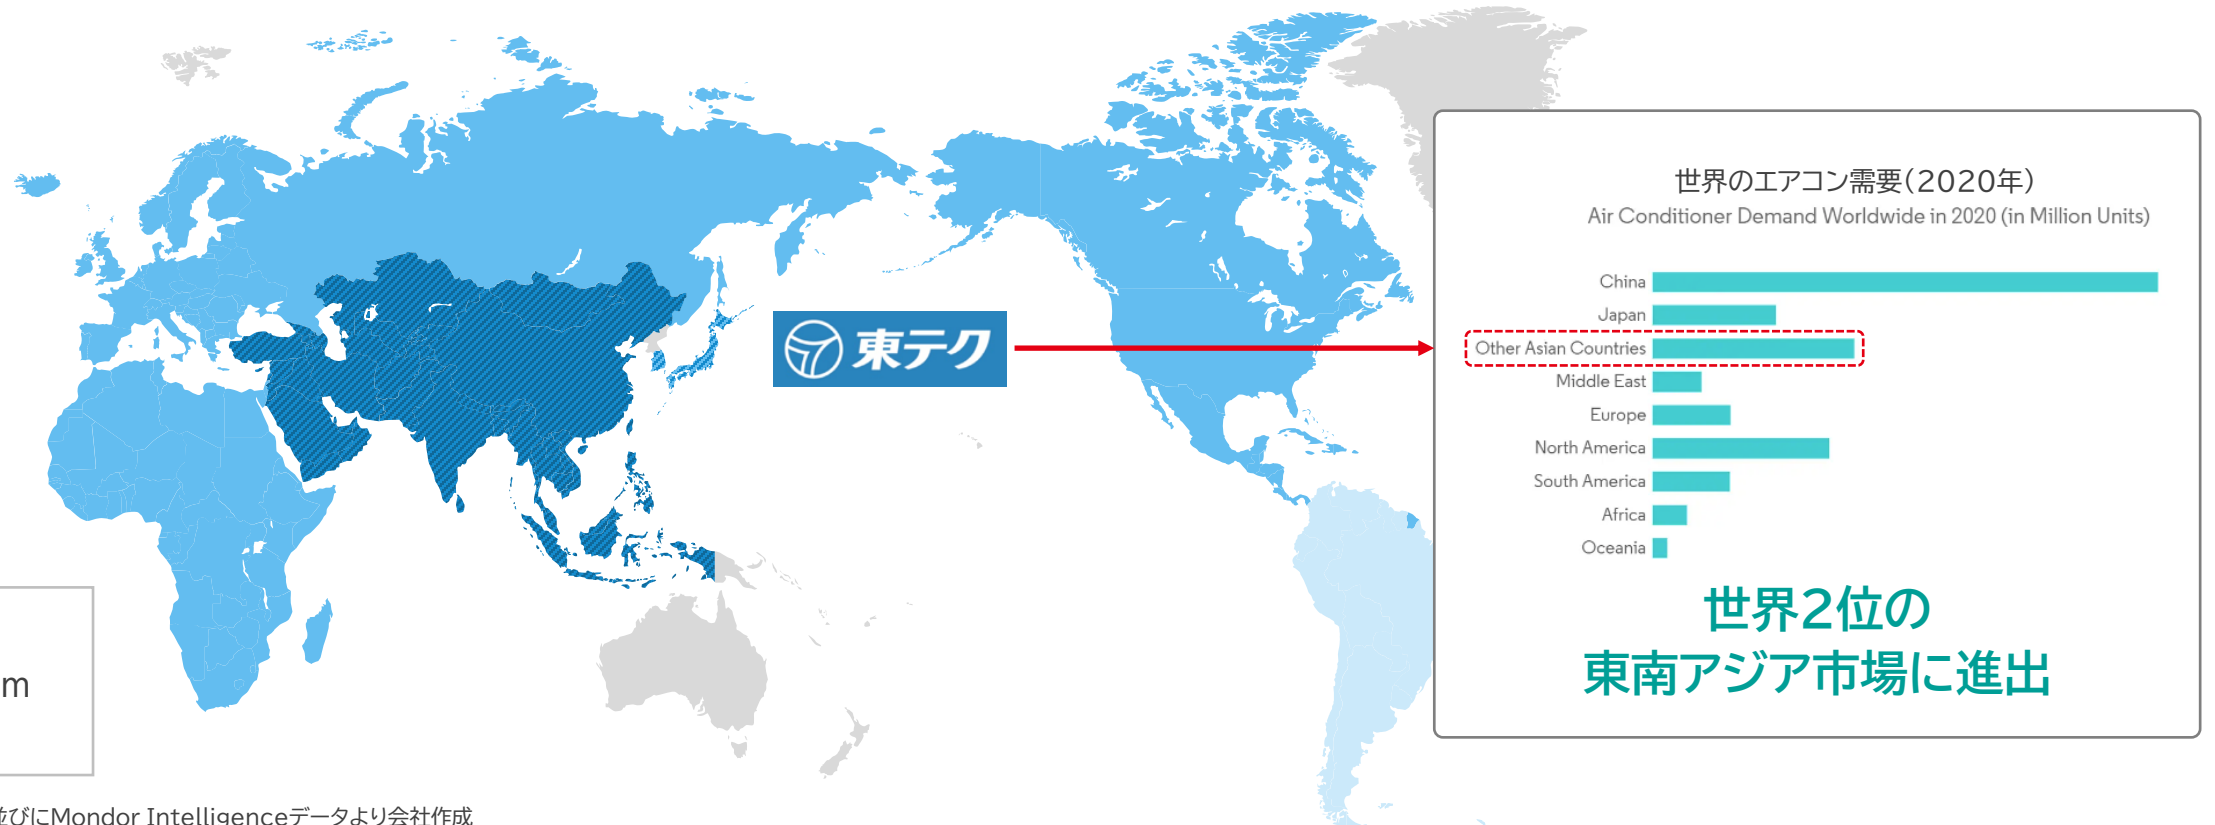 世界のエアコン需要(2020年)
Air Conditioner Demand Worldwide in 2020 (in Million Units)
China
Japan
Other Asian Countries
Middle East
Europe
North America
South America
Africa
Oceania
世界2位の
東南アジア市場に進出
東テク
m
並びにMondor Intelligenceデータより会社作成